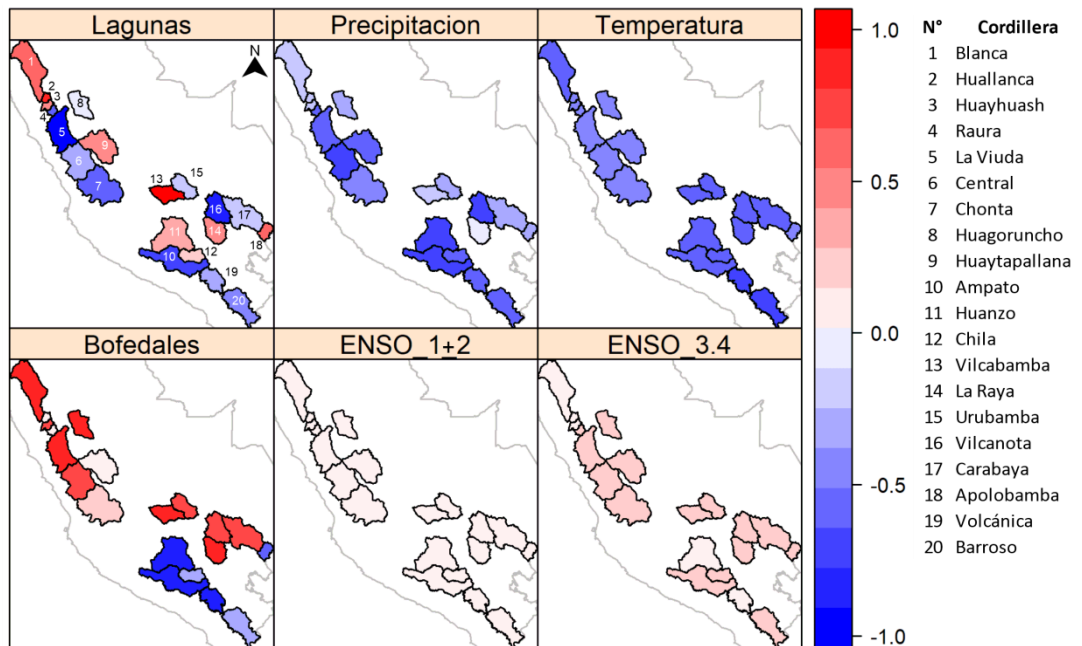 Lagunas
Precipitacion
Temperatura
N
1
2
3
4
5
6
7
8
9
13
15
16
17
14
18
11
12
10
19
20
Bofedales
ENSO_1+2
ENSO_3.4
1.0
0.5
0.0
-0.5
-1.0
N° Cordillera
1 Blanca
2 Huallanca
3 Huayhuash
4 Raura
5 La Viuda
6 Central
7 Chonta
8 Huagoruncho
9 Huaytapallana
10 Ampato
11 Huanzo
12 Chila
13 Vilcabamba
14 La Raya
15 Urubamba
16 Vilcanota
17 Carabaya
18 Apolobamba
19 Volcánica
20 Barroso